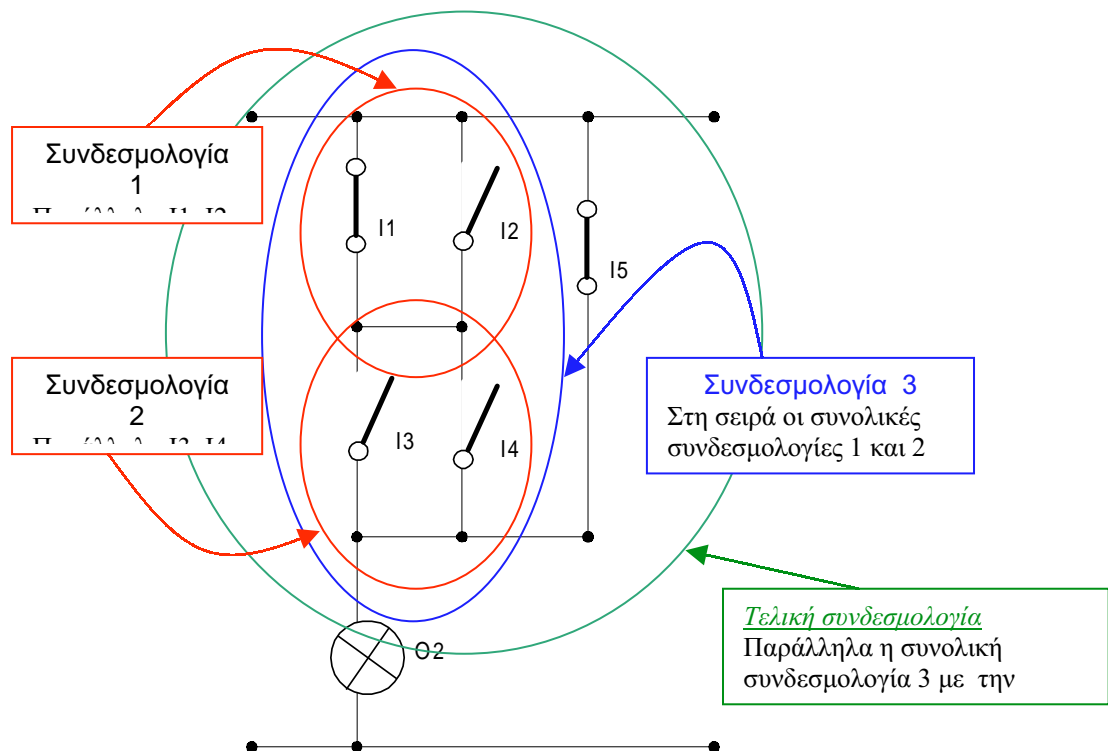 Συνδεσμολογία
1
I1
I2
I5
Συνδεσμολογία
2
Συνδεσμολογία 3
Στη σειρά οι συνολικές
συνδεσμολογίες 1 και 2
I3
I4
Τελική συνδεσμολογία
Παράλληλα η συνολική
συνδεσμολογία 3 με την
O2